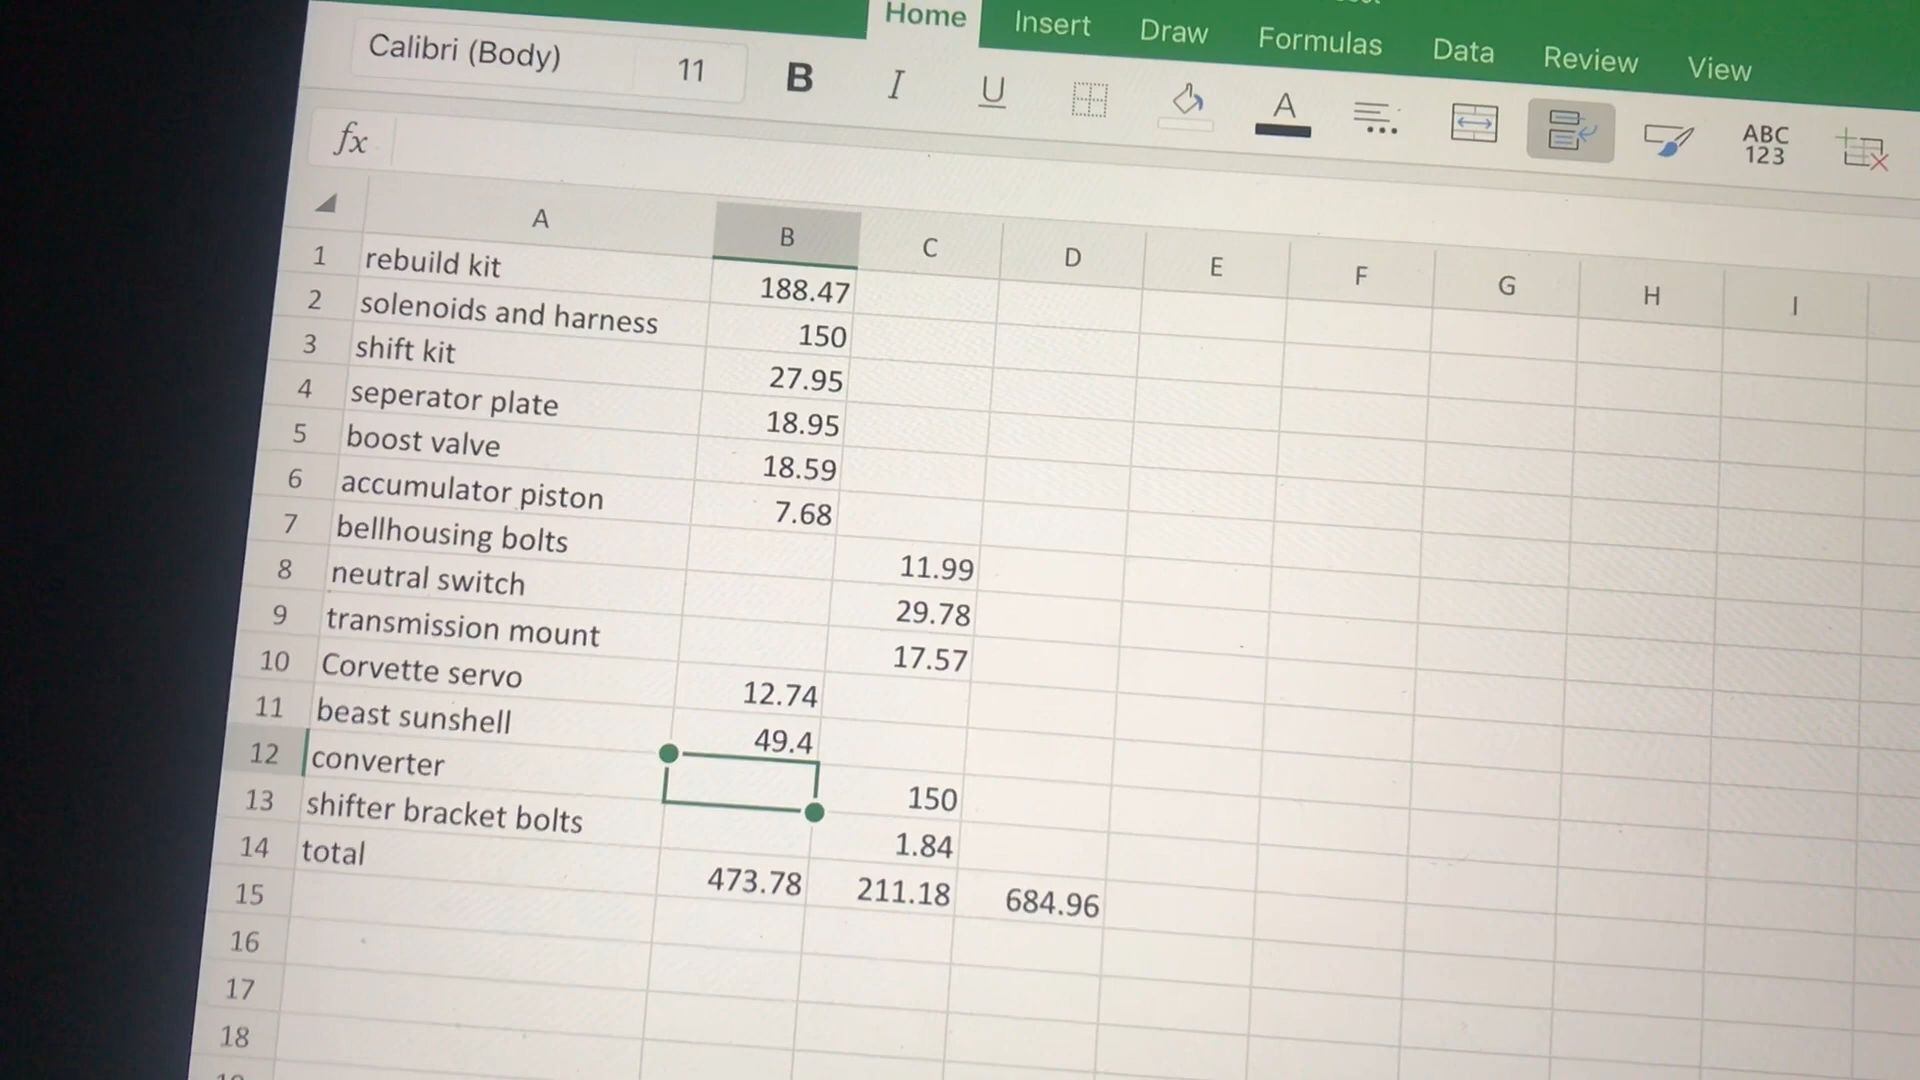 Home Insert Draw Formulas Data Review View
Calibri (Body) 11 B I U A ABC 123
fx
A B C D E F G H I
1 rebuild kit 188.47
2 solenoids and harness 150
3 shift kit 27.95
4 seperator plate 18.95
5 boost valve 18.59
6 accumulator piston 7.68
7 bellhousing bolts 11.99
8 neutral switch 29.78
9 transmission mount 17.57
10 Corvette servo 12.74
11 beast sunshell 49.4
12 converter 150
13 shifter bracket bolts 1.84
14 total 473.78 211.18 684.96
15
16
17
18